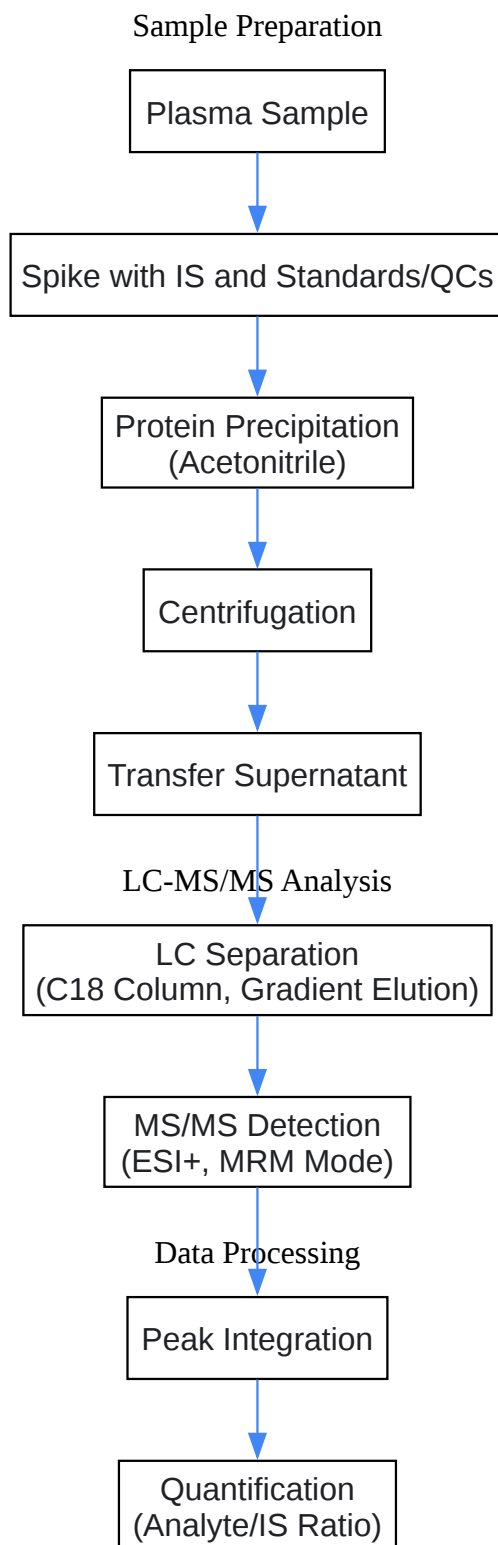 Sample Preparation
Plasma Sample
Spike with IS and Standards/QCs
Protein Precipitation
(Acetonitrile)
Centrifugation
Transfer Supernatant
LC-MS/MS Analysis
LC Separation
(C18 Column, Gradient Elution)
MS/MS Detection
(ESI+, MRM Mode)
Data Processing
Peak Integration
Quantification
(Analyte/IS Ratio)